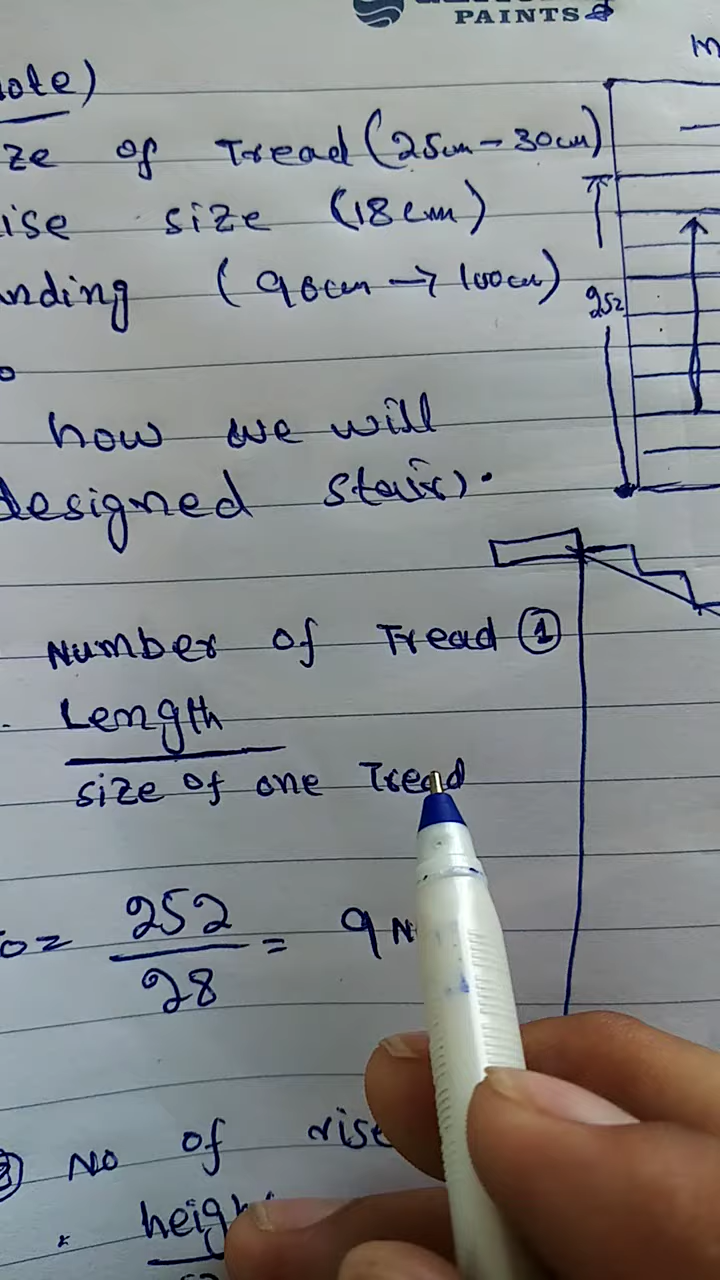 PAINTS
ote)
ze of Tread (25cm - 30cm)
ise size (18cm)
nding (90cm → 100cm)
252
how we will
designed stair).
Number of Tread ①
Length
size of one Tread
252
28
= 9 N
No of rise
heigh